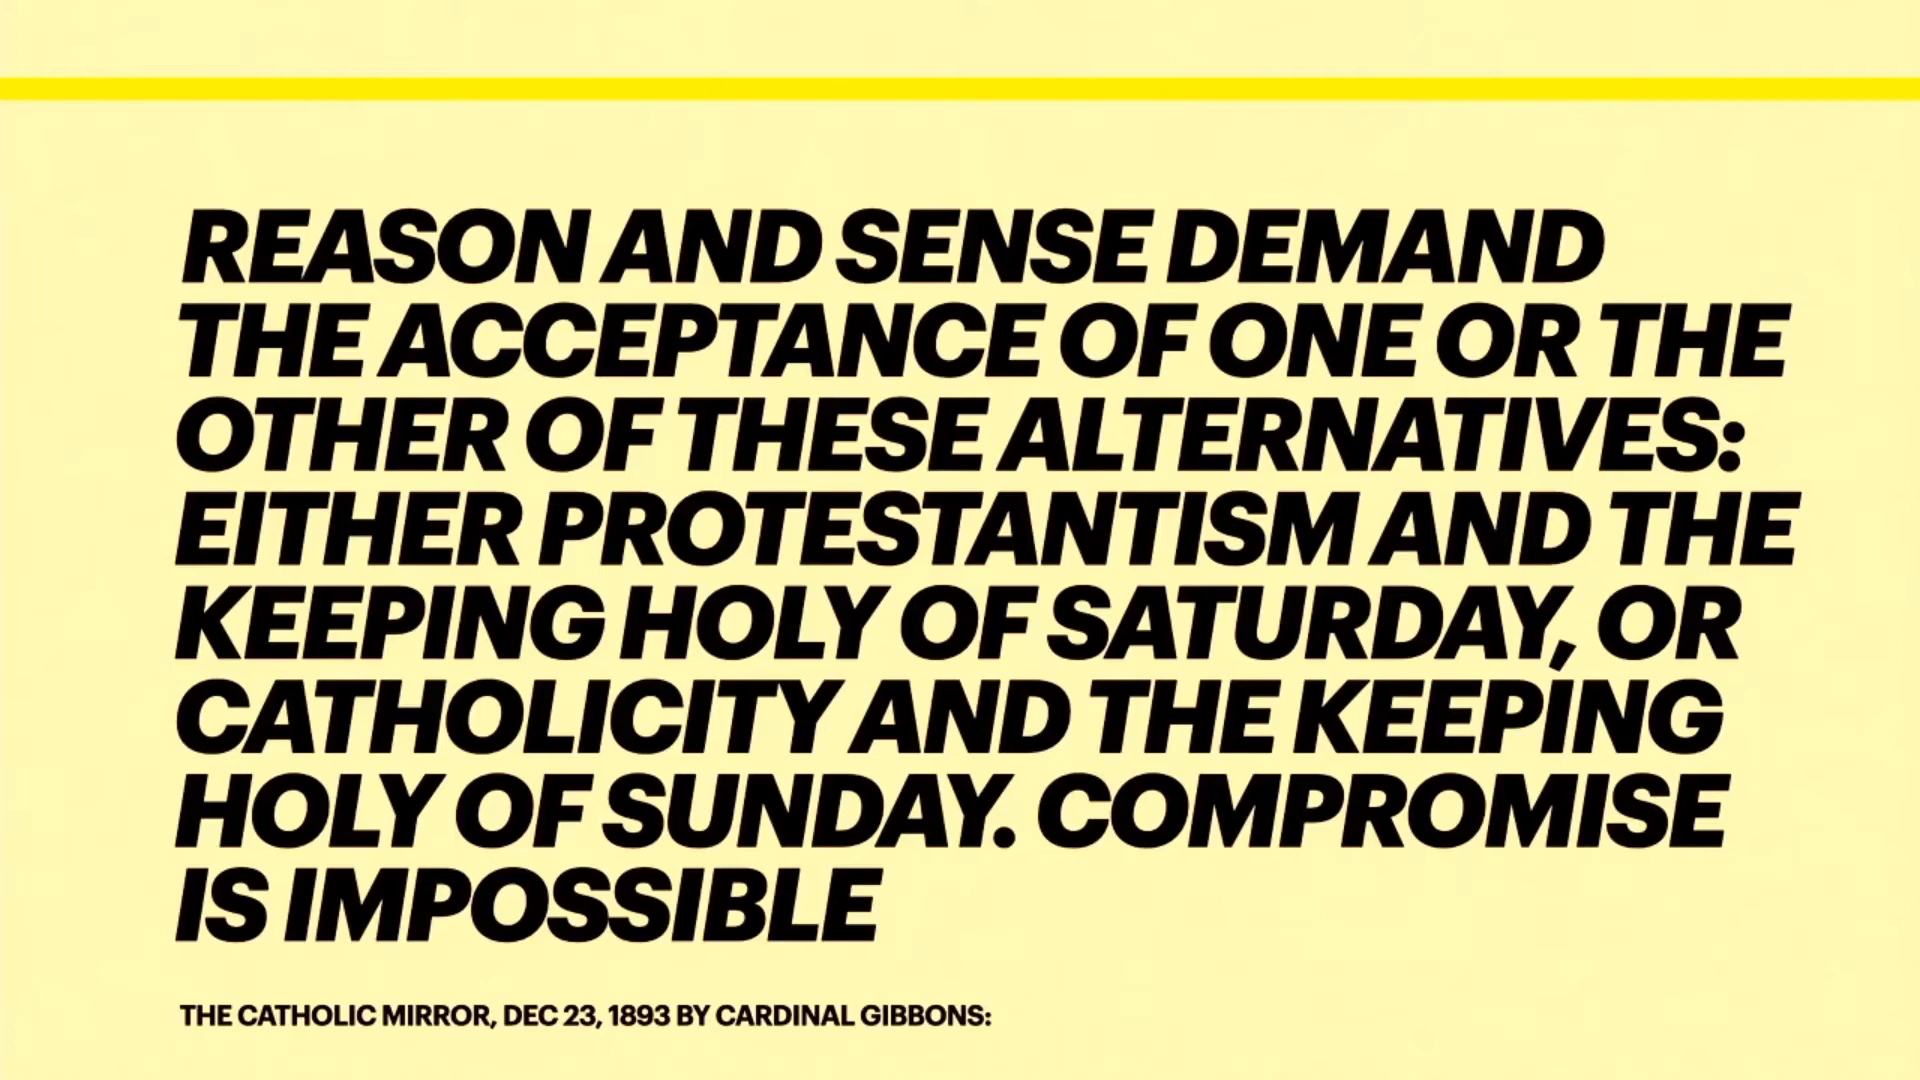 REASON AND SENSE DEMAND
THE ACCEPTANCE OF ONE OR THE
OTHER OF THESE ALTERNATIVES:
EITHER PROTESTANTISM AND THE
KEEPING HOLY OF SATURDAY, OR
CATHOLICITY AND THE KEEPING
HOLY OF SUNDAY. COMPROMISE
IS IMPOSSIBLE
THE CATHOLIC MIRROR, DEC 23, 1893 BY CARDINAL GIBBONS: